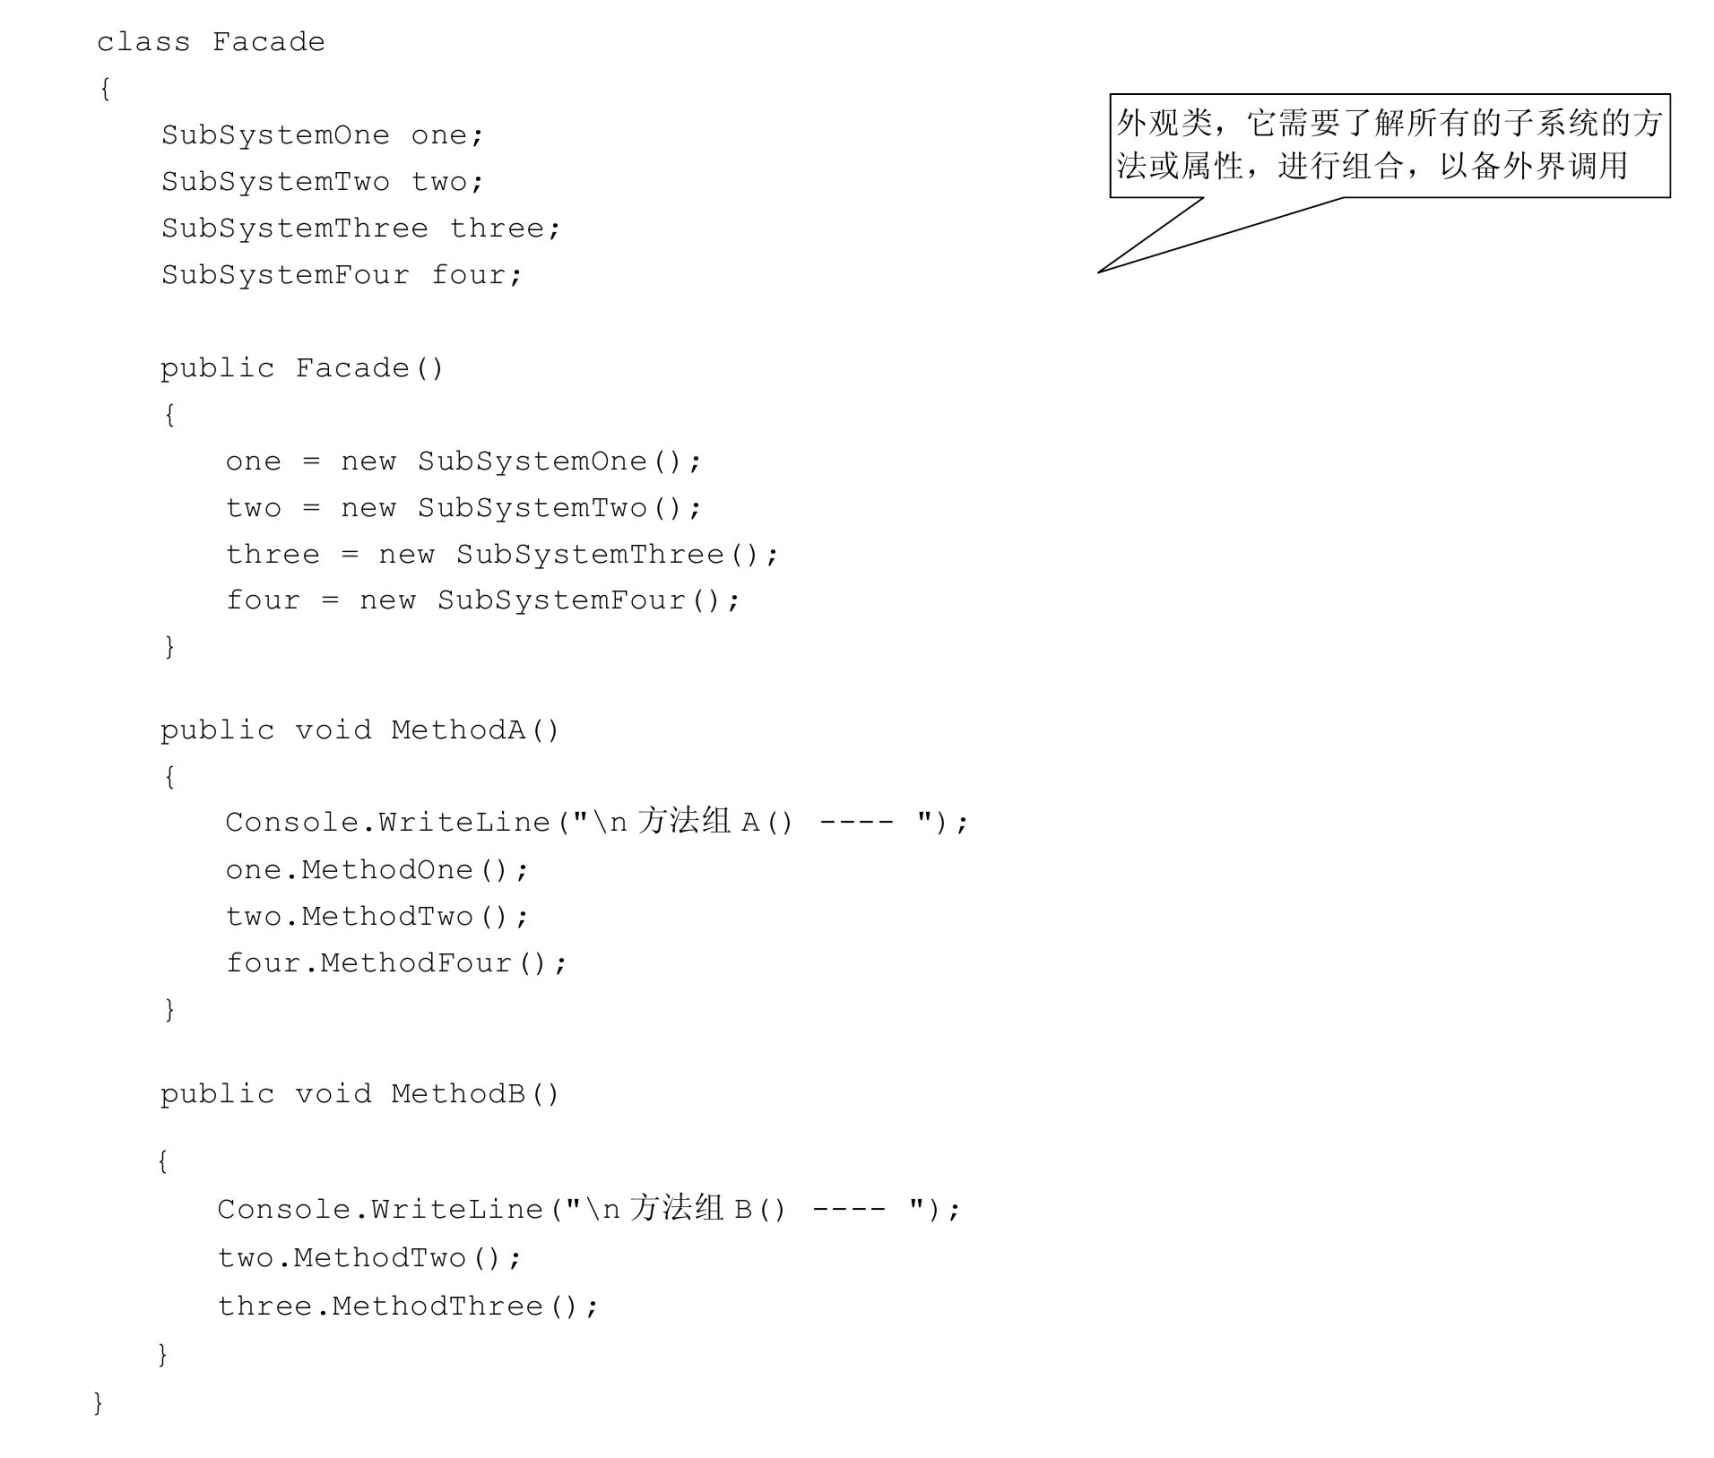 class Facade
{
外观类，它需要了解所有的子系统的方
法或属性，进行组合，以备外界调用
    SubSystemOne one;
    SubSystemTwo two;
    SubSystemThree three;
    SubSystemFour four;
    public Facade()
    {
        one = new SubSystemOne();
        two = new SubSystemTwo();
        three = new SubSystemThree();
        four = new SubSystemFour();
    }
    public void MethodA()
    {
        Console.WriteLine("\n方法组A() ---- ");
        one.MethodOne();
        two.MethodTwo();
        four.MethodFour();
    }
    public void MethodB()
    {
        Console.WriteLine("\n方法组B() ---- ");
        two.MethodTwo();
        three.MethodThree();
    }
}